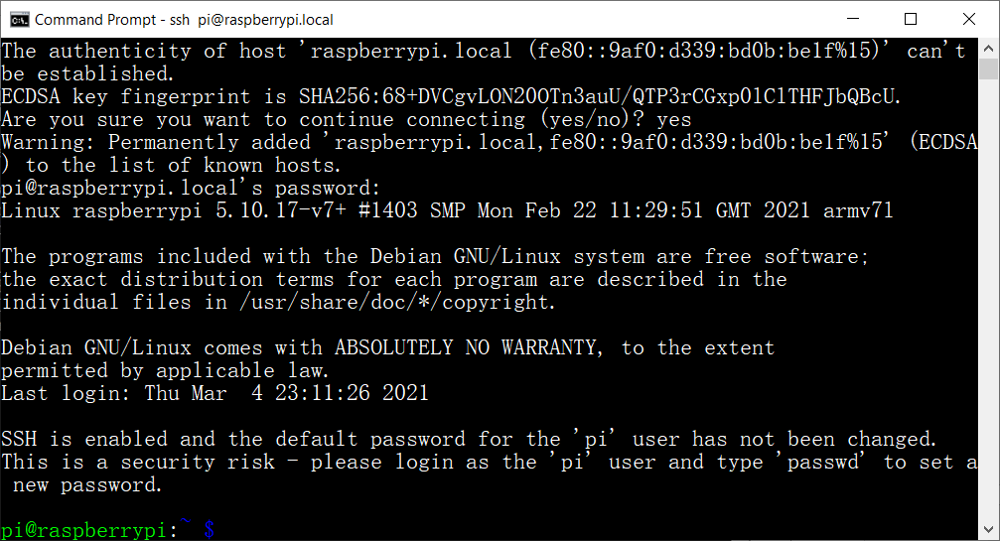 Command Prompt - ssh pi@raspberrypi.local
The authenticity of host 'raspberrypi.local (fe80::9af0:d339:bd0b:be1f%15)' can't
be established.
ECDSA key fingerprint is SHA256:68+DVCgvLON20OTn3auU/QTP3rCGxpOlClTHFJbQBcU.
Are you sure you want to continue connecting (yes/no)? yes
Warning: Permanently added 'raspberrypi.local,fe80::9af0:d339:bd0b:be1f%15' (ECDSA
) to the list of known hosts.
pi@raspberrypi.local's password:
Linux raspberrypi 5.10.17-v7+ #1403 SMP Mon Feb 22 11:29:51 GMT 2021 armv7l

The programs included with the Debian GNU/Linux system are free software;
the exact distribution terms for each program are described in the
individual files in /usr/share/doc/*/copyright.

Debian GNU/Linux comes with ABSOLUTELY NO WARRANTY, to the extent
permitted by applicable law.
Last login: Thu Mar  4 23:11:26 2021

SSH is enabled and the default password for the 'pi' user has not been changed.
This is a security risk - please login as the 'pi' user and type 'passwd' to set a
 new password.

pi@raspberrypi:~ $